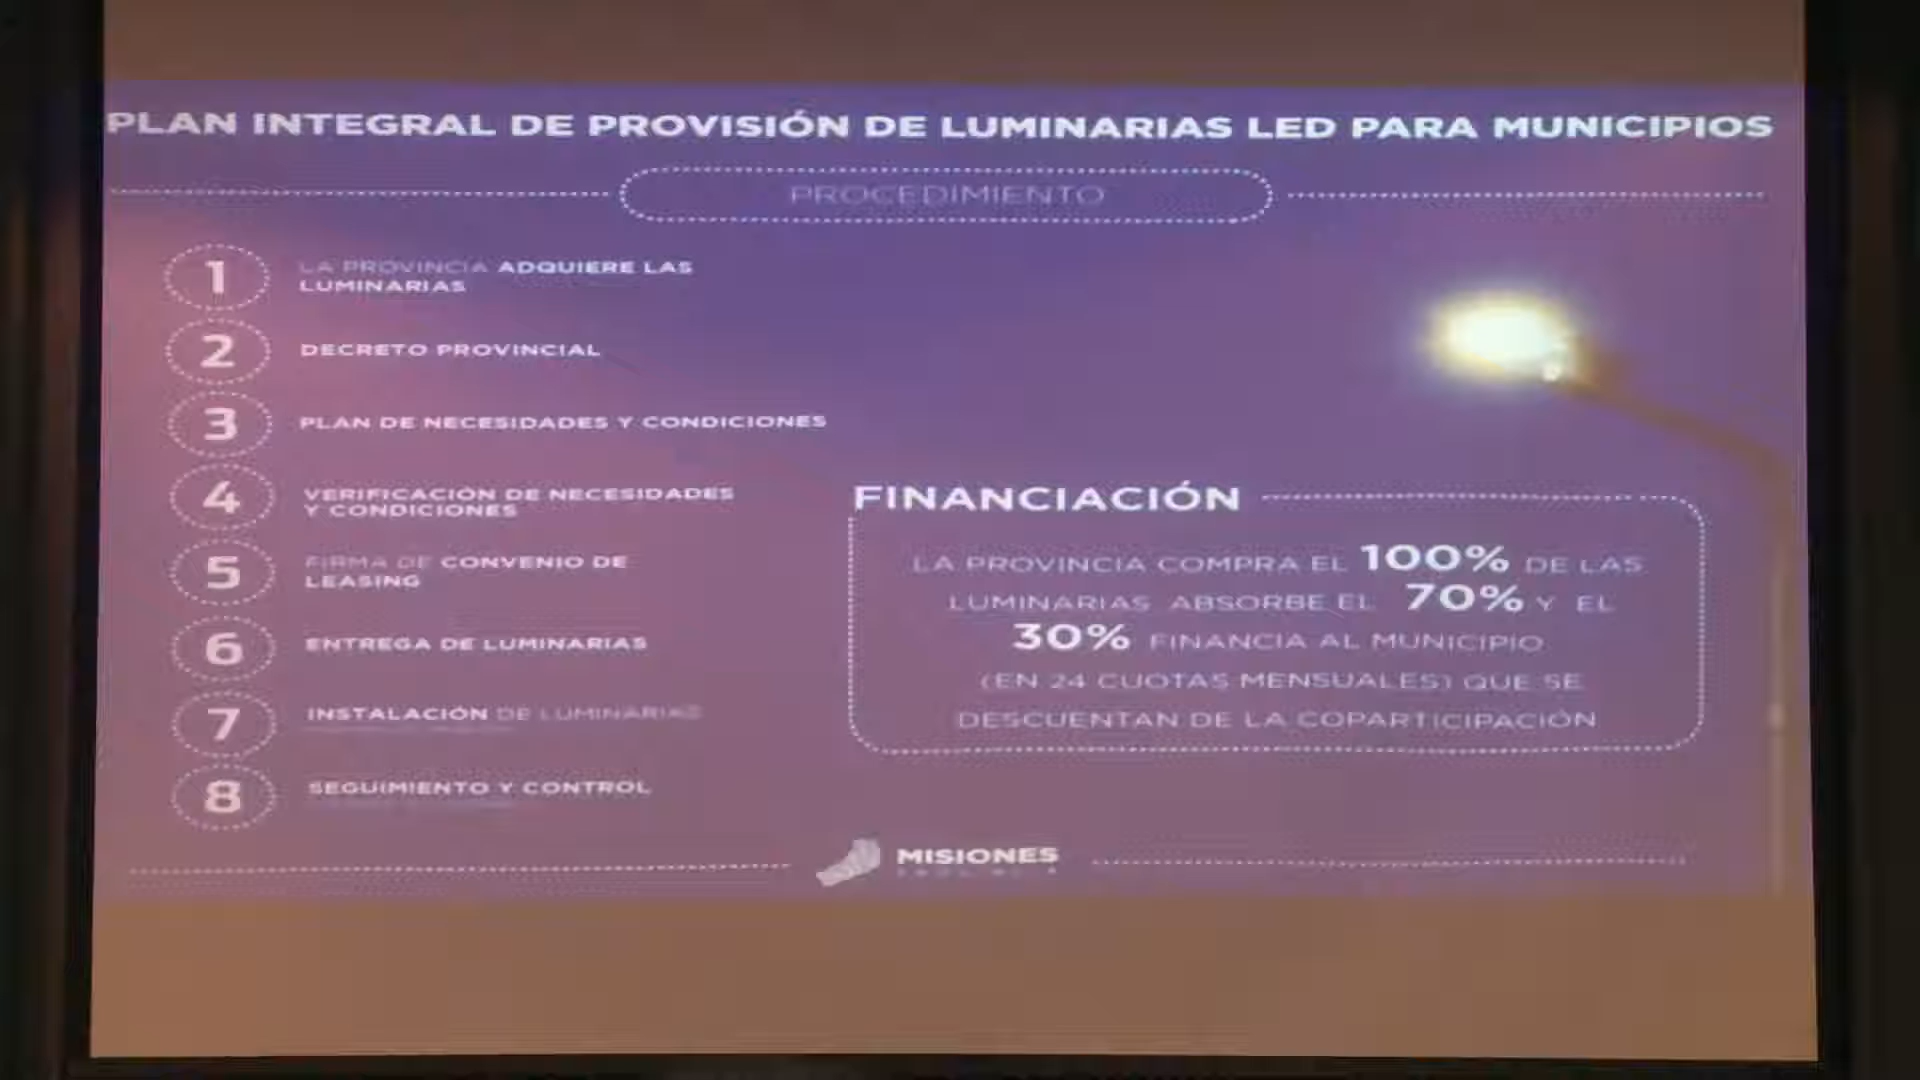 PLAN INTEGRAL DE PROVISIÓN DE LUMINARIAS LED PARA MUNICIPIOS
PROCEDIMIENTO
1 LA PROVINCIA ADQUIERE LAS
LUMINARIAS
2 DECRETO PROVINCIAL
3 PLAN DE NECESIDADES Y CONDICIONES
4 VERIFICACIÓN DE NECESIDADES
Y CONDICIONES
5 FIRMA DE CONVENIO DE
LEASING
6 ENTREGA DE LUMINARIAS
7 INSTALACIÓN DE LUMINARIAS
8 SEGUIMIENTO Y CONTROL
FINANCIACIÓN
LA PROVINCIA COMPRA EL 100% DE LAS
LUMINARIAS ABSORBE EL 70% Y EL
30% FINANCIA AL MUNICIPIO
(EN 24 CUOTAS MENSUALES) QUE SE
DESCUENTAN DE LA COPARTICIPACIÓN
MISIONES